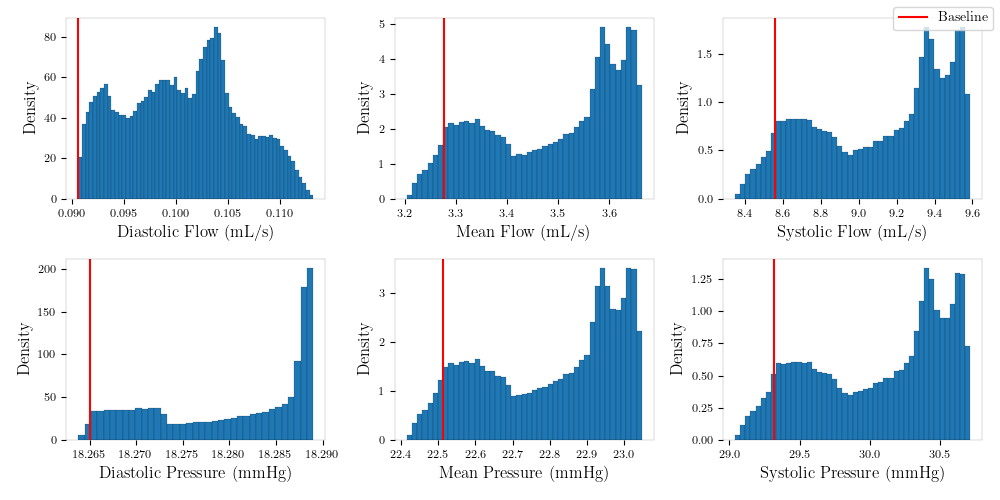 Baseline
Density
80
60
40
20
0
0.090 0.095 0.100 0.105 0.110
Diastolic Flow (mL/s)
Density
5
4
3
2
1
0
3.2 3.3 3.4 3.5 3.6
Mean Flow (mL/s)
Density
1.5
1.0
0.5
0.0
8.4 8.6 8.8 9.0 9.2 9.4 9.6
Systolic Flow (mL/s)
Density
200
150
100
50
0
18.265 18.270 18.275 18.280 18.285 18.290
Diastolic Pressure (mmHg)
Density
3
2
1
0
22.4 22.5 22.6 22.7 22.8 22.9 23.0
Mean Pressure (mmHg)
Density
1.25
1.00
0.75
0.50
0.25
0.00
29.0 29.5 30.0 30.5
Systolic Pressure (mmHg)